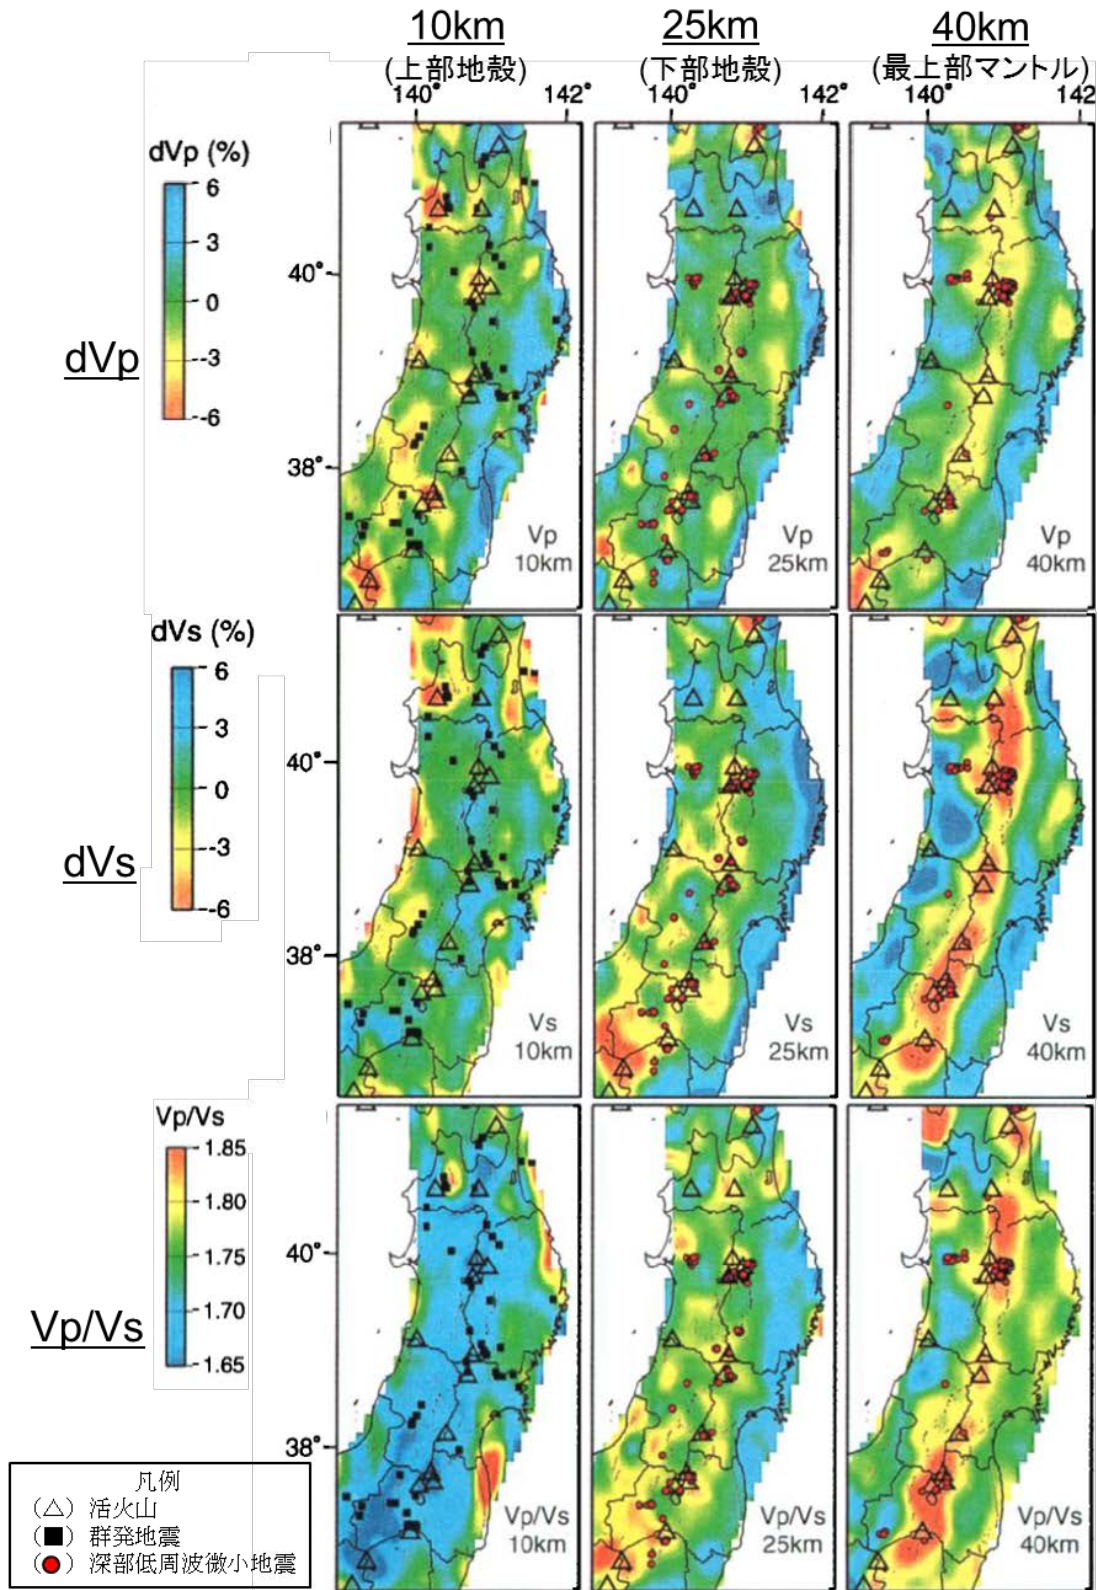 10km
25km
40km
(上部地殻)
(下部地殻)
(最上部マントル)
140°
142°
140°
142°
140°
142
dVp (%)
6
3
0
-3
-6
dVp
40°
38°
Vp
10km
Vp
25km
Vp
40km
dVs (%)
6
3
0
-3
-6
dVs
40°
38°
Vs
10km
Vs
25km
Vs
40km
Vp/Vs
1.85
1.80
1.75
1.70
1.65
Vp/Vs
40°
38°
Vp/Vs
10km
Vp/Vs
25km
Vp/Vs
40km
凡例
(△) 活火山
(■) 群発地震
(●) 深部低周波微小地震